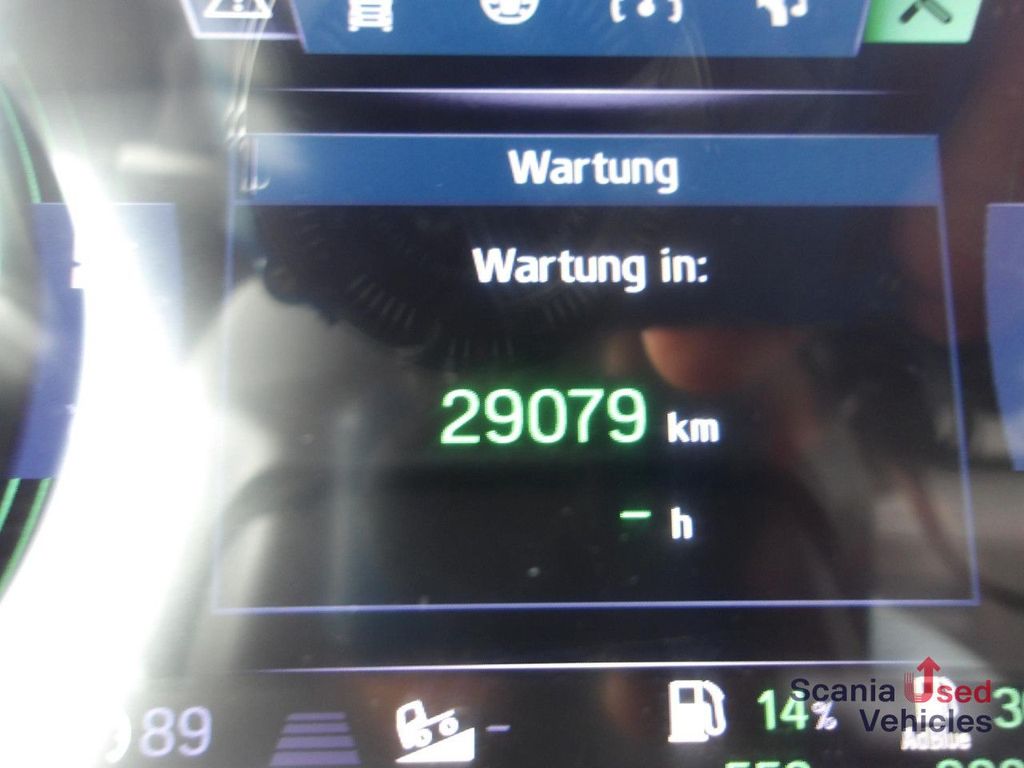 Wartung
Wartung in:
29079 km
- h
89 - 14%
Scania Used
Vehicles
AdBlue